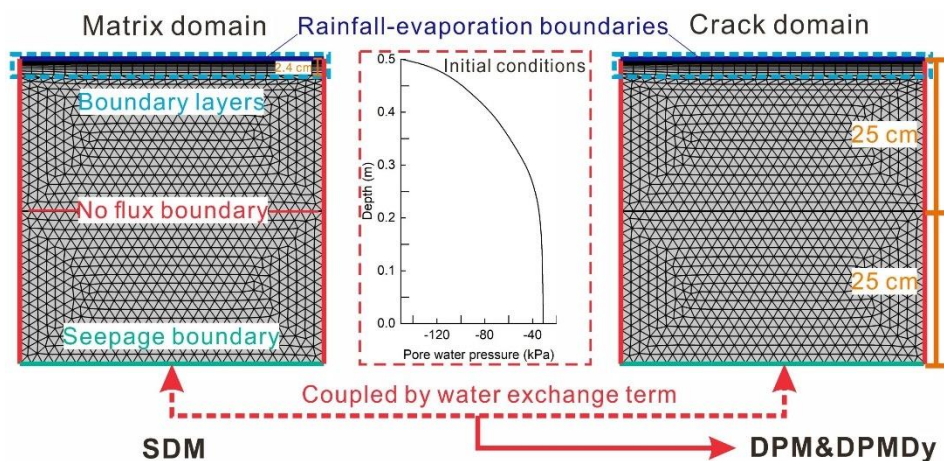 Matrix domain
Rainfall-evaporation boundaries
Crack domain
2.4 cm
Boundary layers
No flux boundary
Seepage boundary
Initial conditions
0.5
0.4
0.3
0.2
0.1
0.0
Depth (m)
-120 -80 -40
Pore water pressure (kPa)
25 cm
25 cm
Coupled by water exchange term
SDM
DPM&DPMDy